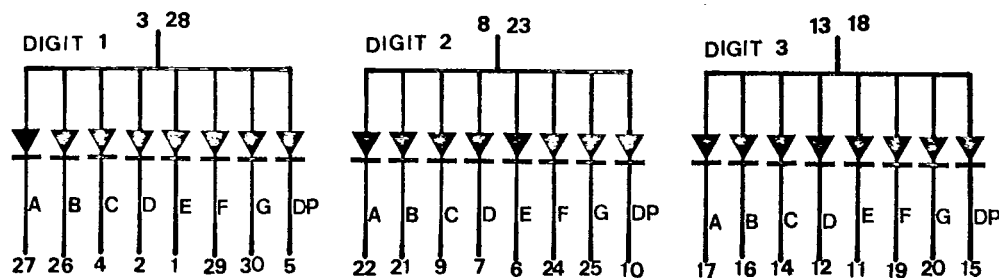 3 28
DIGIT 1
A B C D E F G DP
27 26 4 2 1 29 30 5
8 23
DIGIT 2
A B C D E F G DP
22 21 9 7 6 24 25 10
13 18
DIGIT 3
A B C D E F G DP
17 16 14 12 11 19 20 15